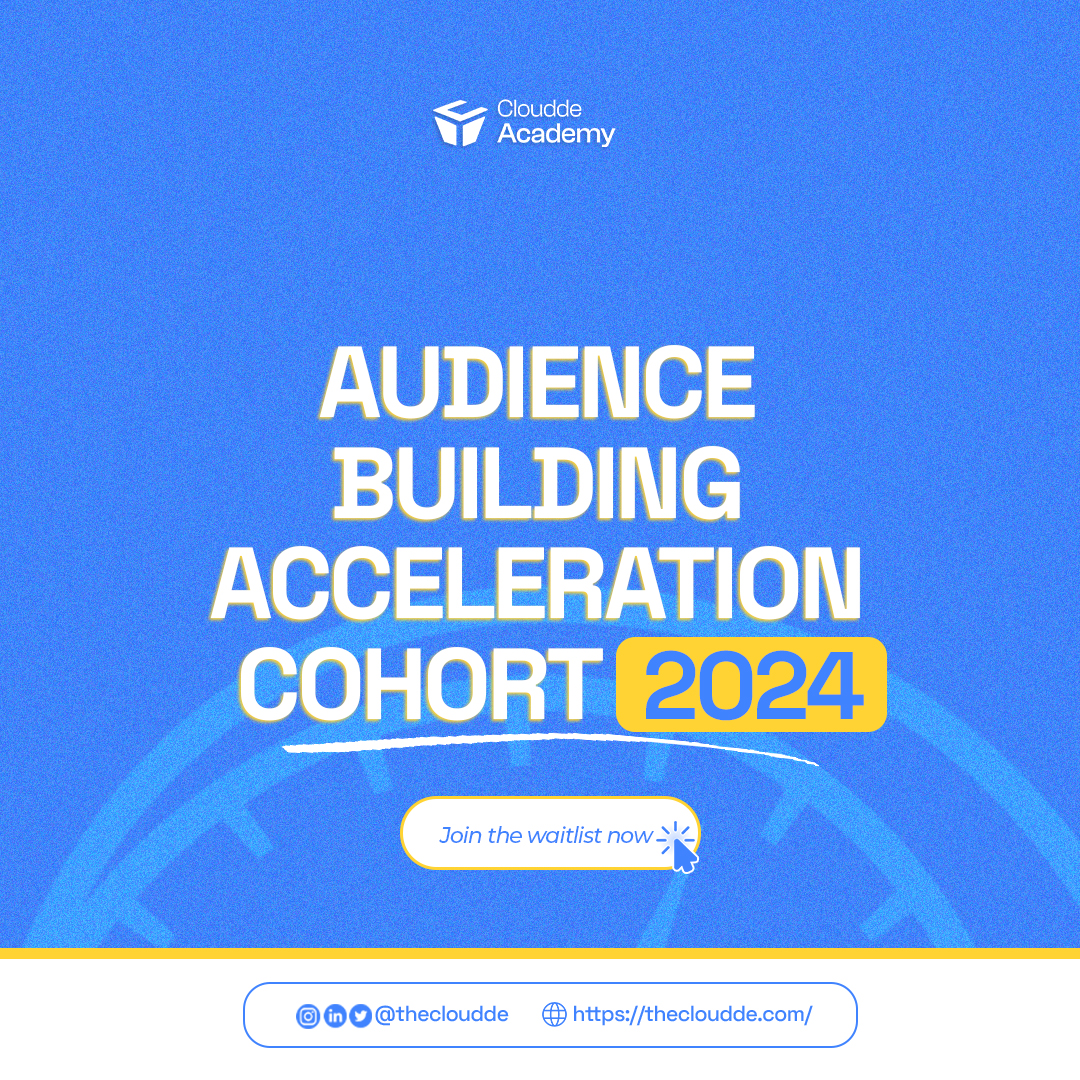 Cloudde
Academy
AUDIENCE
BUILDING
ACCELERATION
COHORT 2024
Join the waitlist now
@thecloudde https://thecloudde.com/